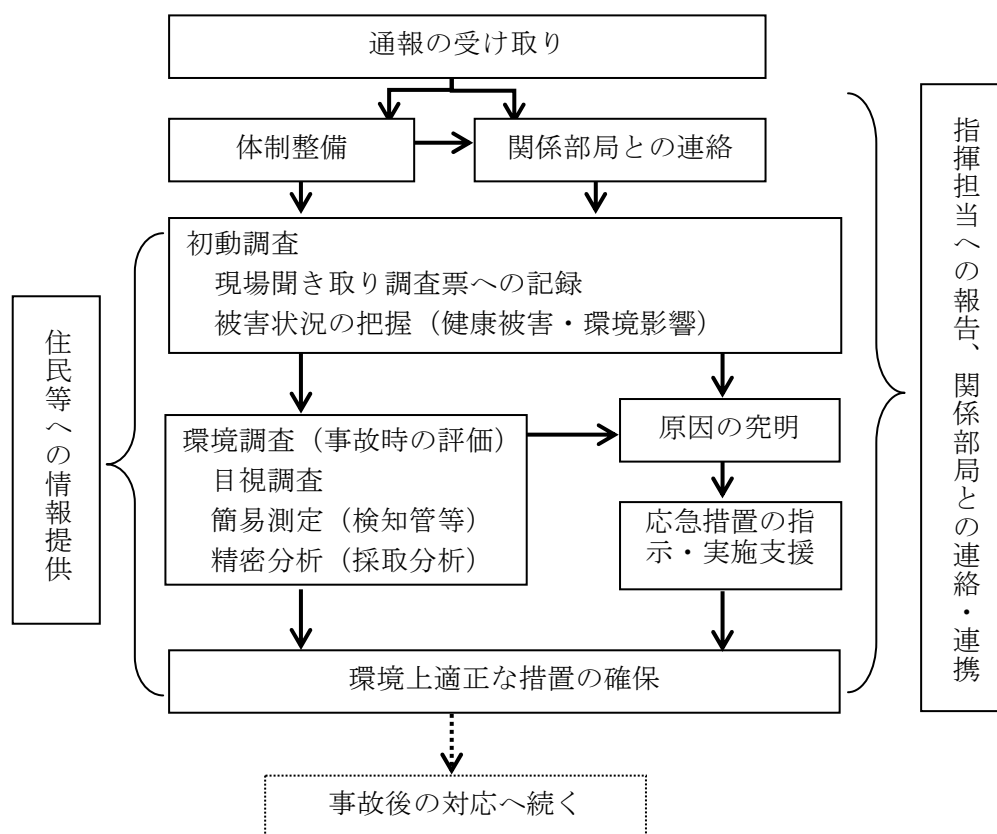 通報の受け取り
体制整備
関係部局との連絡
初動調査
現場聞き取り調査票への記録
被害状況の把握（健康被害・環境影響）
住民等への情報提供
指揮担当への報告、関係部局との連絡・連携
環境調査（事故時の評価）
目視調査
簡易測定（検知管等）
精密分析（採取分析）
原因の究明
応急措置の指
示・実施支援
環境上適正な措置の確保
事故後の対応へ続く